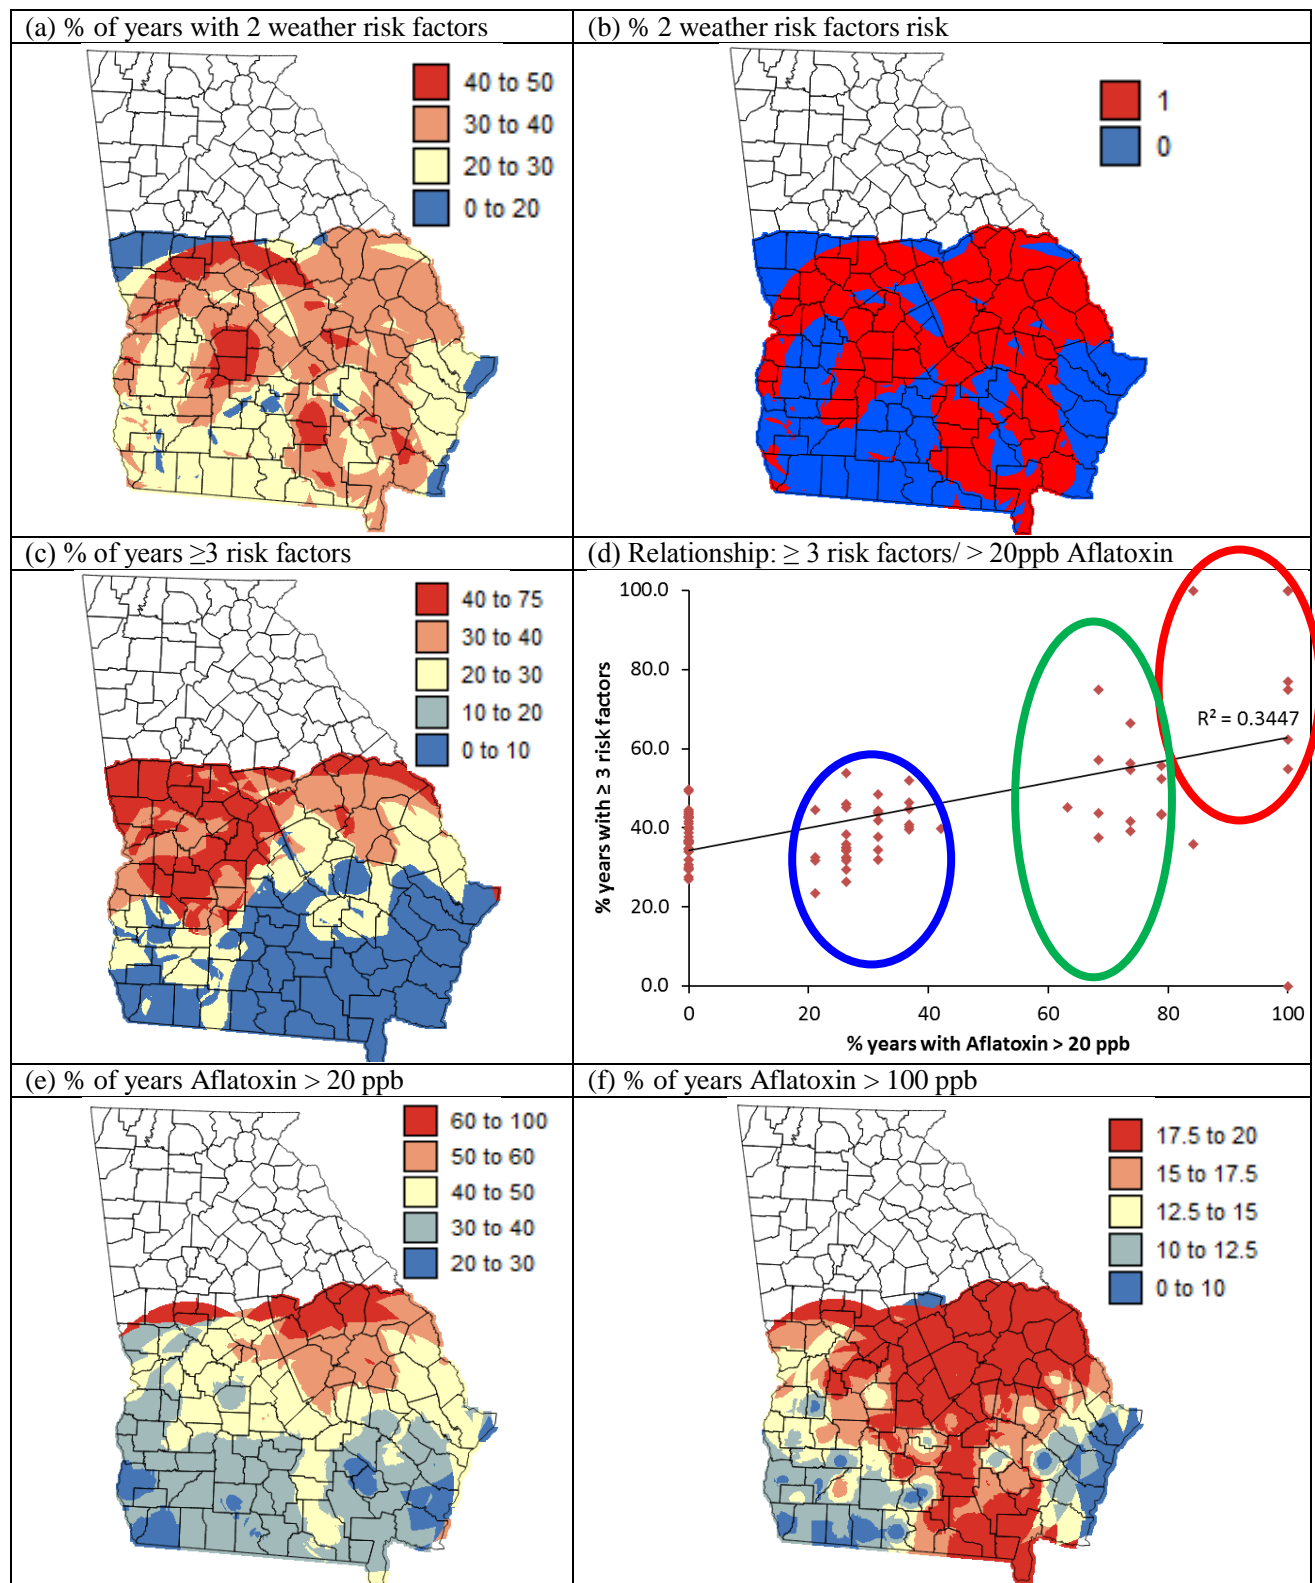 (a) % of years with 2 weather risk factors
40 to 50
30 to 40
20 to 30
0 to 20
(b) % 2 weather risk factors risk
1
0
(c) % of years ≥3 risk factors
40 to 75
30 to 40
20 to 30
10 to 20
0 to 10
(d) Relationship: ≥ 3 risk factors/ > 20ppb Aflatoxin
100.0
80.0
60.0
40.0
20.0
0.0
% years with ≥ 3 risk factors
R² = 0.3447
0 20 40 60 80 100
% years with Aflatoxin > 20 ppb
(e) % of years Aflatoxin > 20 ppb
60 to 100
50 to 60
40 to 50
30 to 40
20 to 30
(f) % of years Aflatoxin > 100 ppb
17.5 to 20
15 to 17.5
12.5 to 15
10 to 12.5
0 to 10